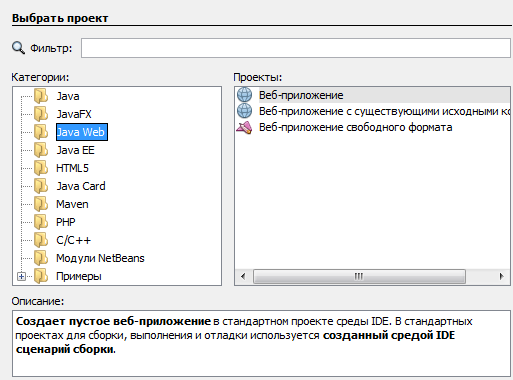 Выбрать проект
Фильтр:
Категории:
Java
JavaFX
Java Web
Java EE
HTML5
Java Card
Maven
PHP
C/C++
Модули NetBeans
Примеры
Проекты:
Веб-приложение
Веб-приложение с существующими исходными ко
Веб-приложение свободного формата
Описание:
Создает пустое веб-приложение в стандартном проекте среды IDE. В стандартных
проектах для сборки, выполнения и отладки используется созданный средой IDE
сценарий сборки.